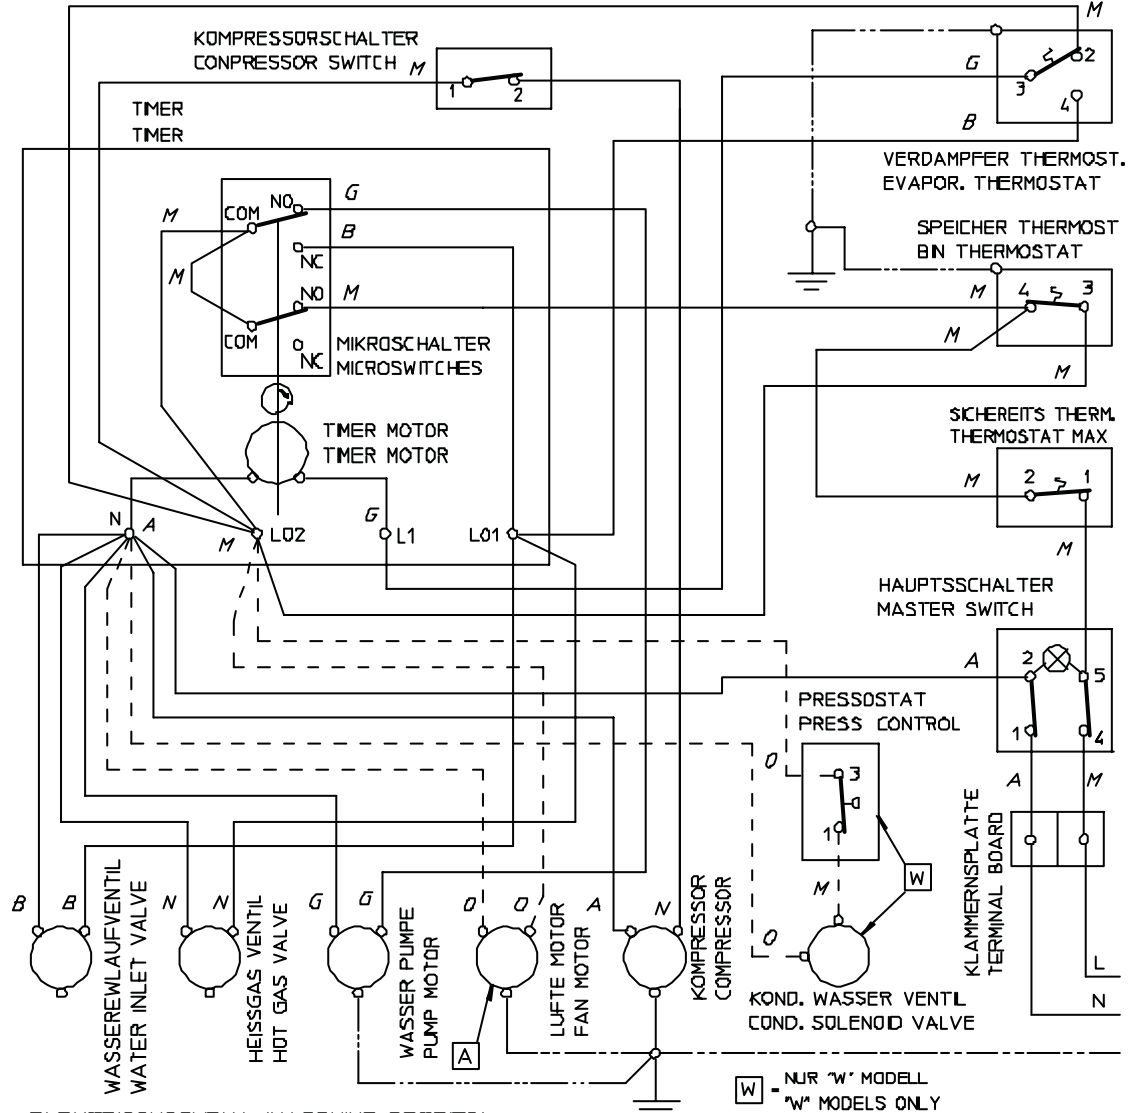 M
KOMPRESSORSCHALTER
CONPRESSOR SWITCH
M
1
2
G
3
2
4
B
TIMER
TIMER
VERDAMPFER THERMOST.
EVAPOR. THERMOSTAT
NO
G
COM
M
B
NC
M
NO
M
COM
NC
MIKROSCHALTER
MICROSWITCHES
SPEICHER THERMOST
BIN THERMOSTAT
M
4
3
M
M
TIMER MOTOR
TIMER MOTOR
SICHEREITS THERM.
THERMOSTAT MAX
M
2
1
N
A
M
LO2
G
L1
LO1
M
HAUPTSSCHALTER
MASTER SWITCH
A
2
5
1
4
A
M
PRESSOSTAT
PRESS CONTROL
O
3
1
M
W
O
KLAMMERNSPLATTE
TERMINAL BOARD
L
N
B
B
N
N
G
G
O
O
A
N
WASSEREWLAUFVENTIL
WATER INLET VALVE
HEISSGAS VENTIL
HOT GAS VALVE
WASSER PUMPE
PUMP MOTOR
A
LUFTE MOTOR
FAN MOTOR
KOMPRESSOR
COMPRESSOR
KOND. WASSER VENTIL
COND. SOLENOID VALVE
W - NUR "W" MODELL
"W" MODELS ONLY